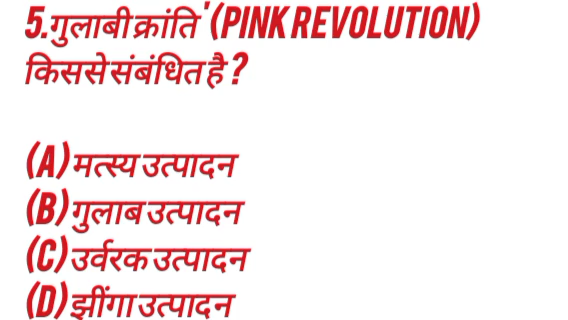 5.गुलाबी क्रांति' (PINK REVOLUTION)
किससे संबंधित है ?
(A) मत्स्य उत्पादन
(B) गुलाब उत्पादन
(C) उर्वरक उत्पादन
(D) झींगा उत्पादन